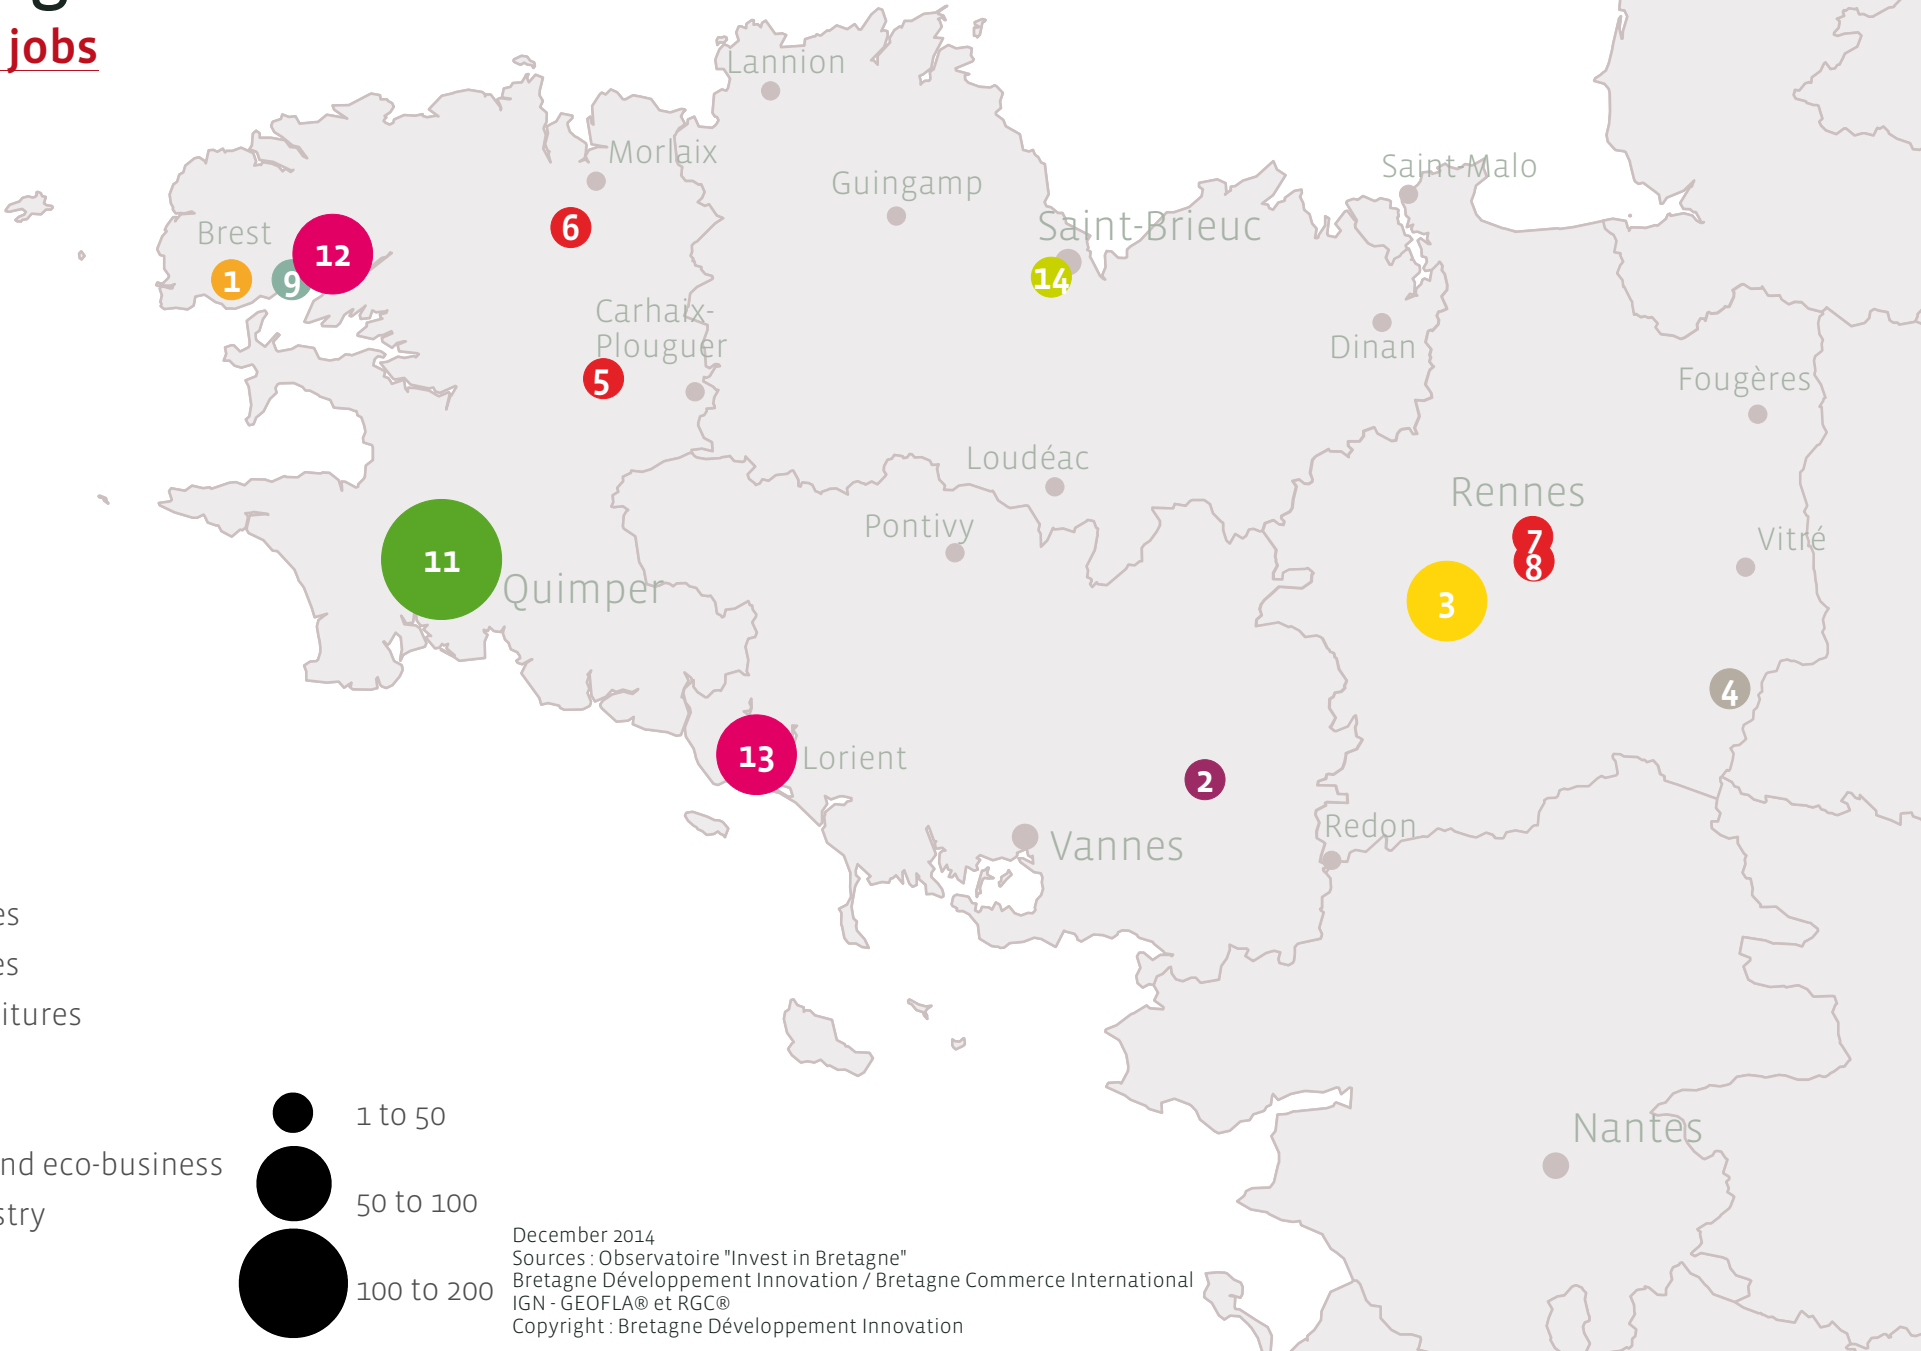 jobs
Lannion
Morlaix
Guingamp
Saint-Malo
Saint-Brieuc
Brest
12
6
1
9
14
Carhaix-
Plouguer
5
Dinan
Fougères
Loudéac
Rennes
Pontivy
7
8
Vitré
11
Quimper
3
4
13
Lorient
2
Vannes
Redon
es
es
itures
1 to 50
Nantes
nd eco-business
50 to 100
stry
100 to 200
December 2014
Sources : Observatoire "Invest in Bretagne"
Bretagne Développement Innovation / Bretagne Commerce International
IGN - GEOFLA® et RGC®
Copyright : Bretagne Développement Innovation